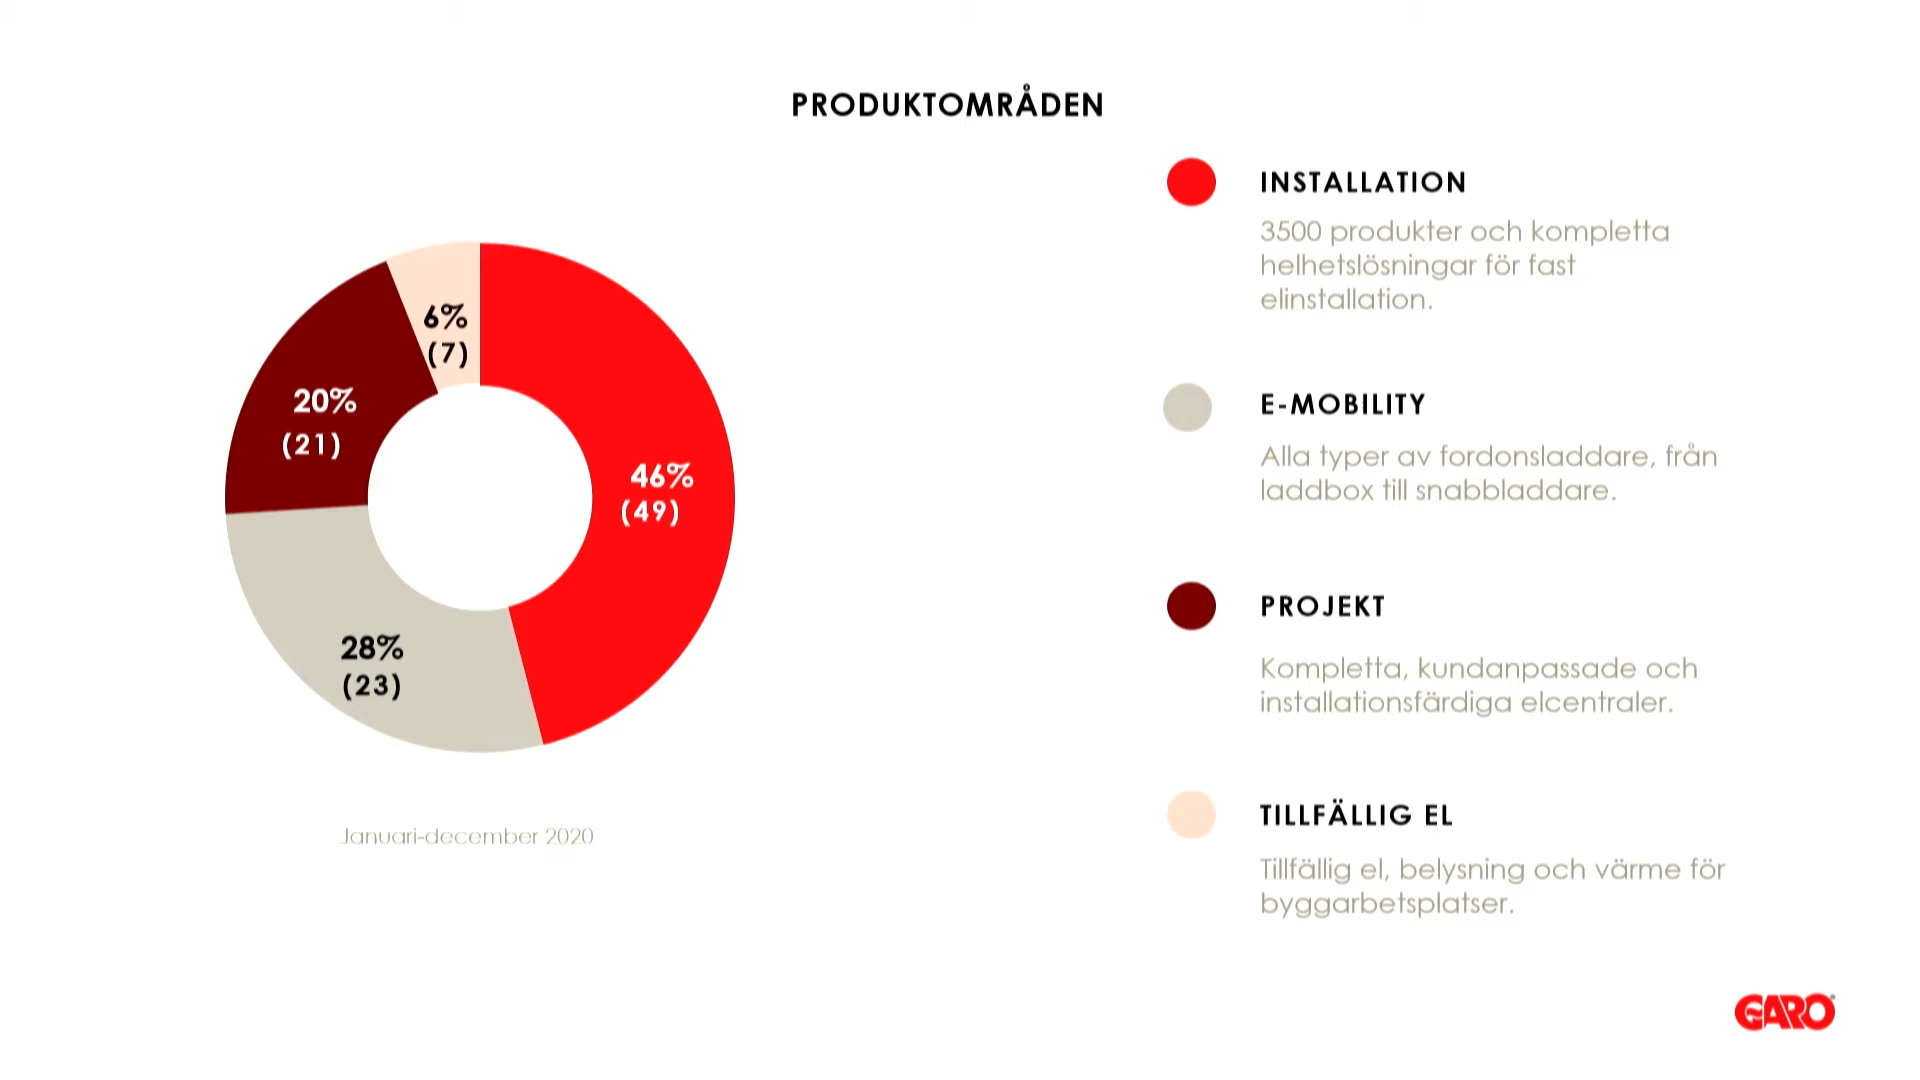 PRODUKTOMRÅDEN
6%
(7)
20%
(21)
46%
(49)
28%
(23)
Januari-december 2020
INSTALLATION
3500 produkter och kompletta
helhetslösningar för fast
elinstallation.
E-MOBILITY
Alla typer av fordonsladdare, från
laddbox till snabbladdare.
PROJEKT
Kompletta, kundanpassade och
installationsfärdiga elcentraler.
TILLFÄLLIG EL
Tillfällig el, belysning och värme för
byggarbetsplatser.
GARO